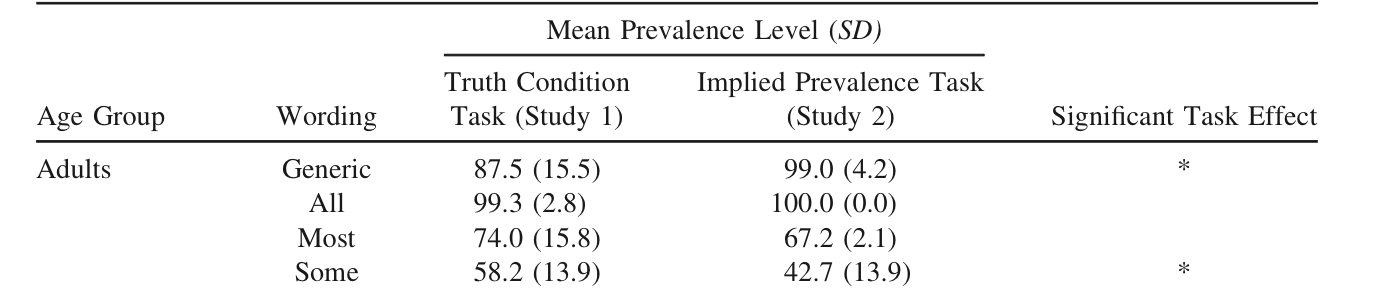 Mean Prevalence Level (SD)
Truth Condition Implied Prevalence Task
Age Group Wording Task (Study 1) (Study 2) Significant Task Effect
Adults Generic 87.5 (15.5) 99.0 (4.2) *
All 99.3 (2.8) 100.0 (0.0)
Most 74.0 (15.8) 67.2 (2.1)
Some 58.2 (13.9) 42.7 (13.9) *